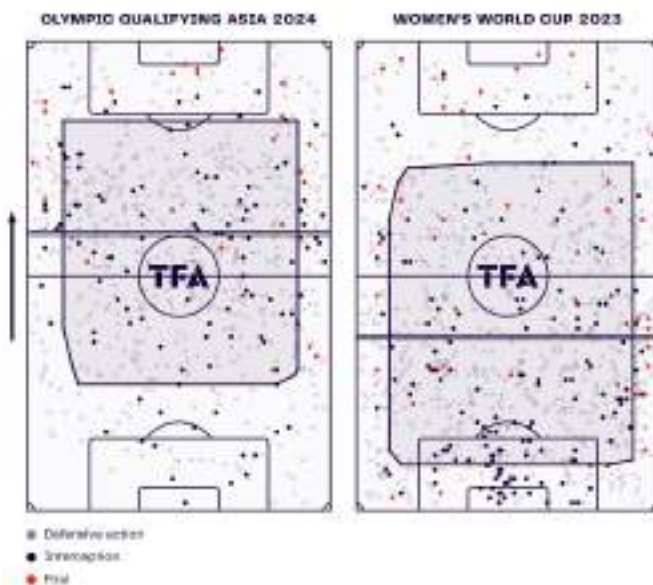 OLYMPIC QUALIFYING ASIA 2024
WOMEN'S WORLD CUP 2023
TFA
TFA
Defensive action
Interception
Foul